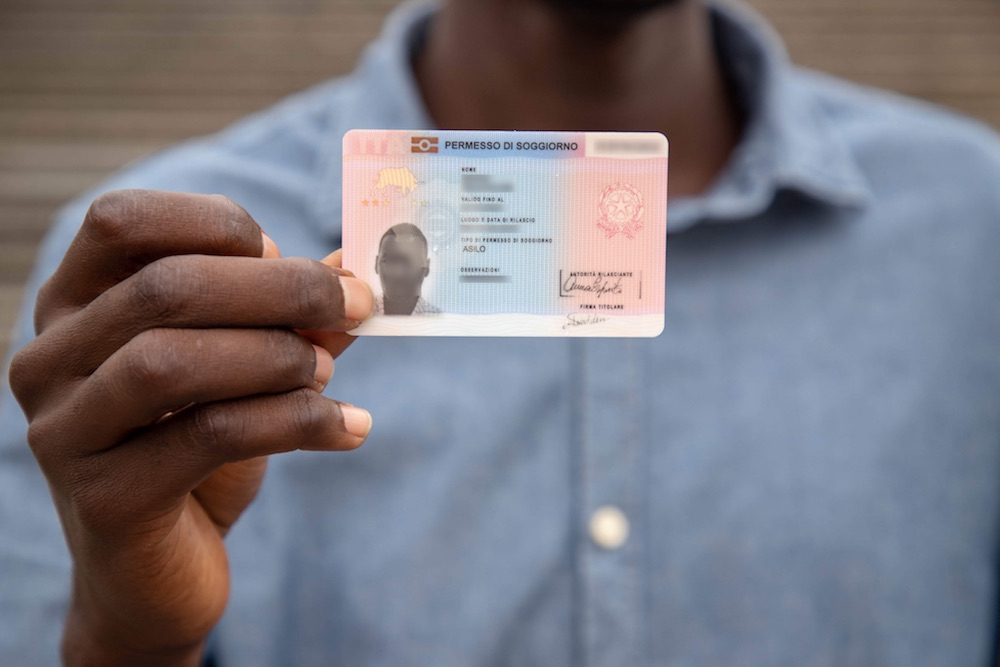 ITA
PERMESSO DI SOGGIORNO
NOME
VALIDO FINO AL
LUOGO E DATA DI RILASCIO
TIPO DI PERMESSO DI SOGGIORNO
ASILO
OSSERVAZIONI
AUTORITÀ RILASCIANTE
FIRMA TITOLARE